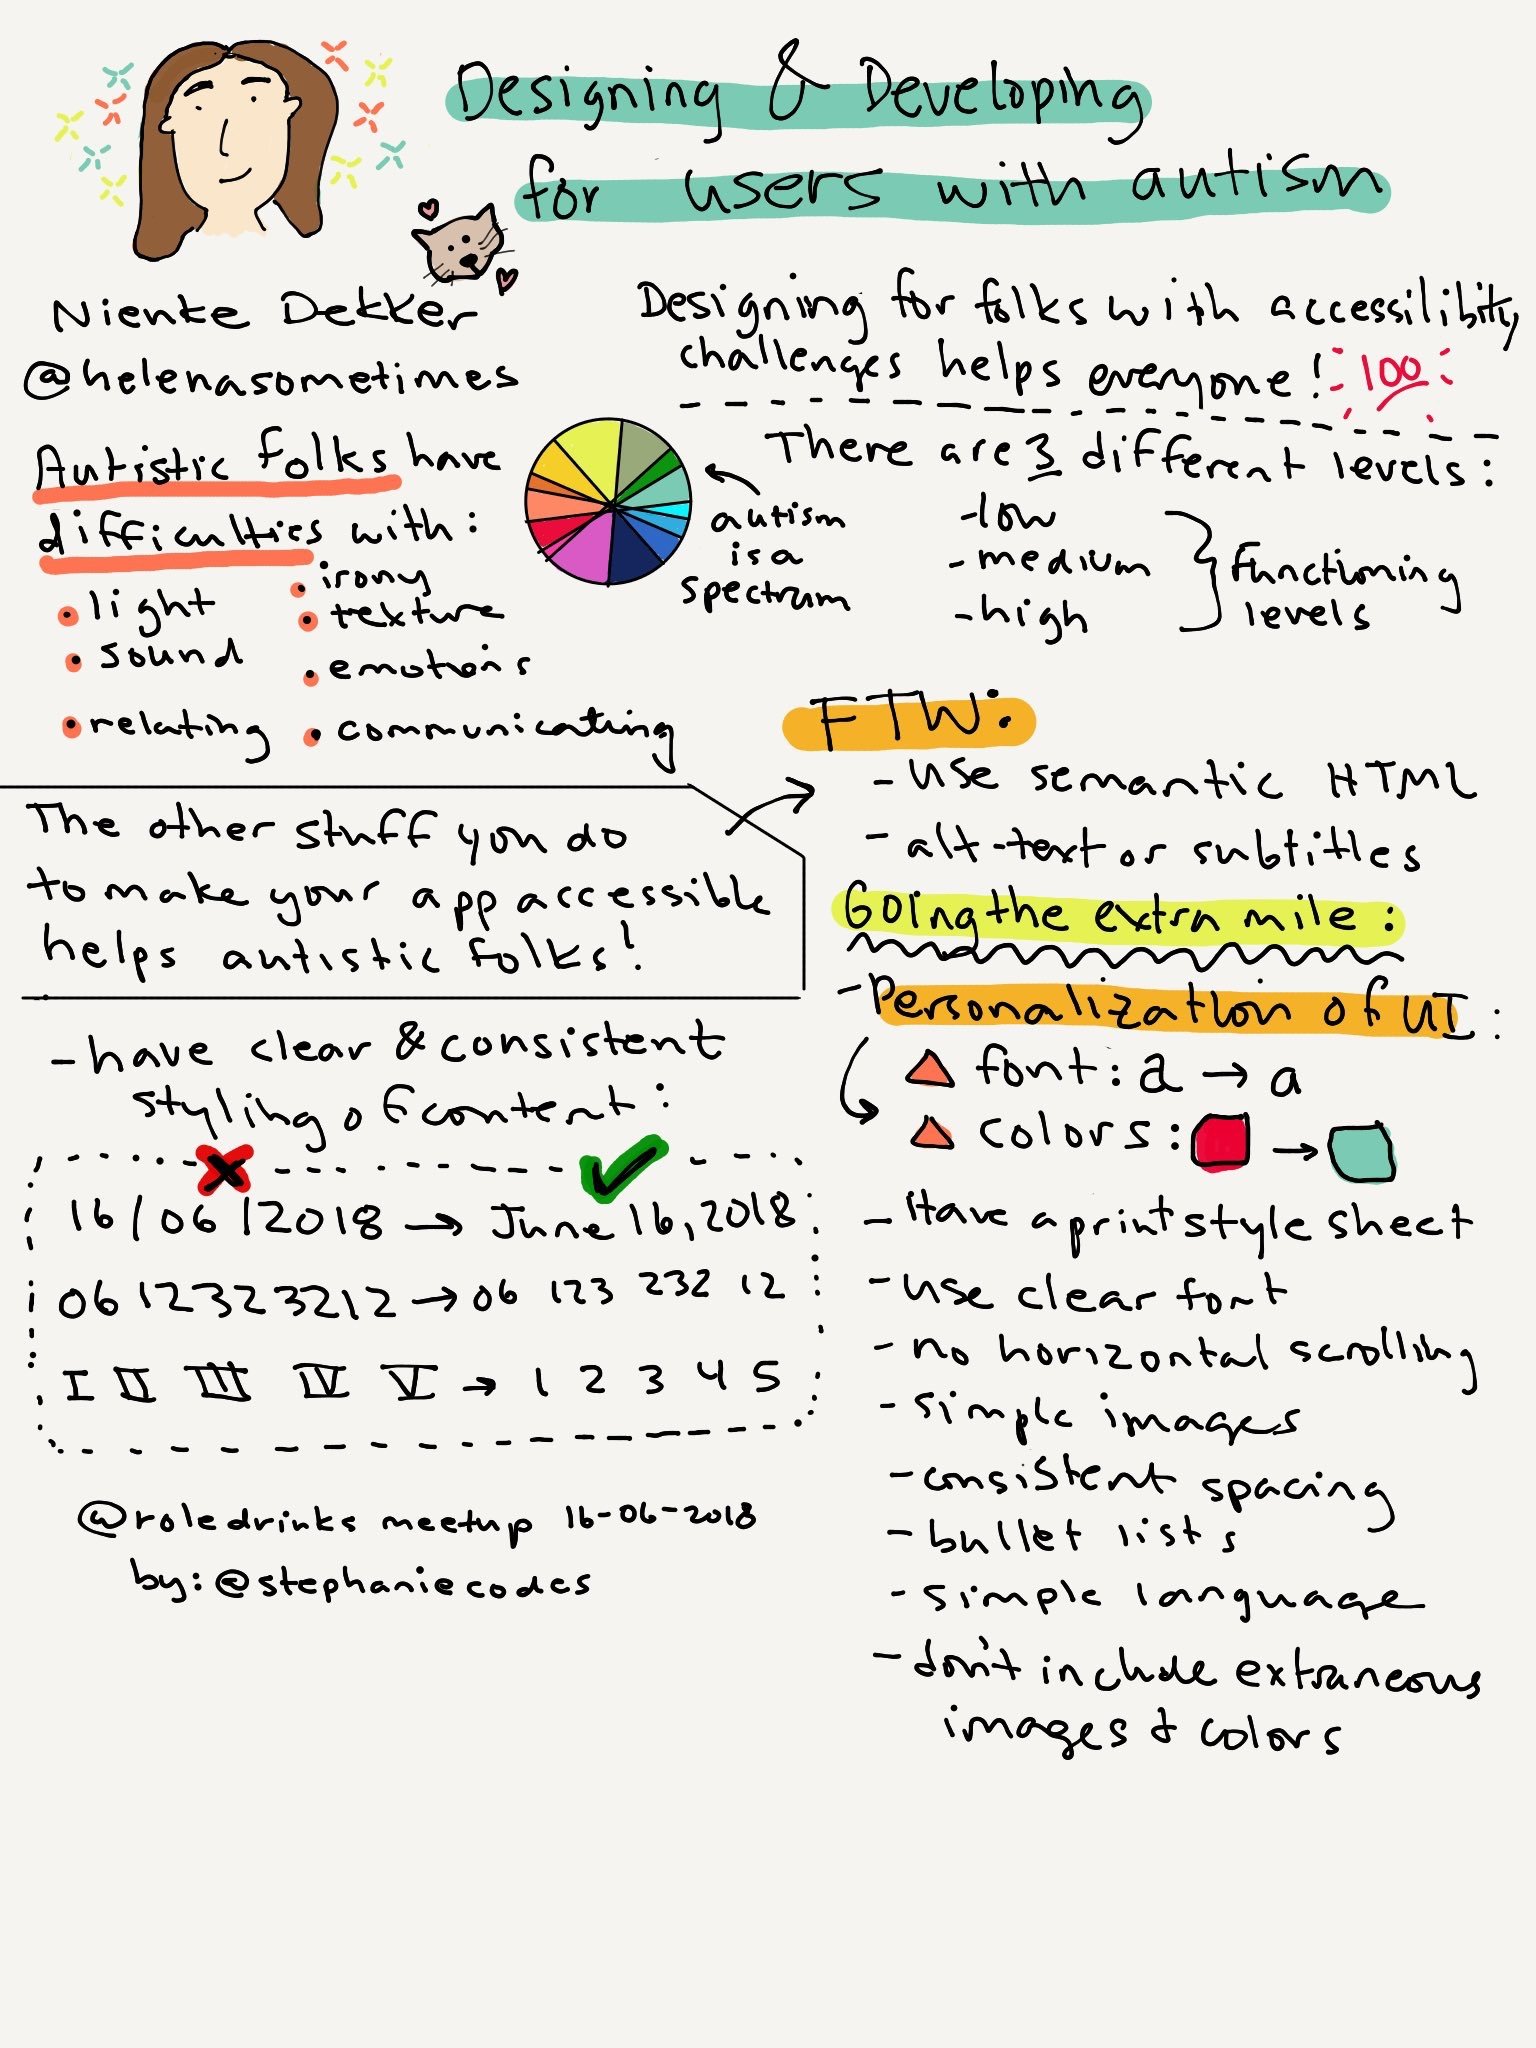 Designing & Developing
for users with autism
Nienke Dekker
@helenasometimes
Designing for folks with accessilibity
challenges helps everyone! 100
Autistic folks have
difficulties with:
light
sound
relating
irony
texture
emotions
communicating
autism
is a
spectrum
There are 3 different levels:
-low
-medium
-high
functioning
levels
The other stuff you do
to make your app accessible
helps autistic folks!
FTW:
- use semantic HTML
- alt-text or subtitles
Going the extra mile:
- Personalization of UI:
font: a → a
colors: →
- Have a print style sheet
- use clear font
- no horizontal scrolling
- simple images
- consistent spacing
- bullet lists
- simple language
- don't include extraneous
images & colors
- have clear & consistent
styling of content:
16/06/2018 → June 16, 2018
06 12323212 → 06 123 232 12
I II III IV V → 1 2 3 4 5
@roledrinks meetup 16-06-2018
by: @stephaniecodes